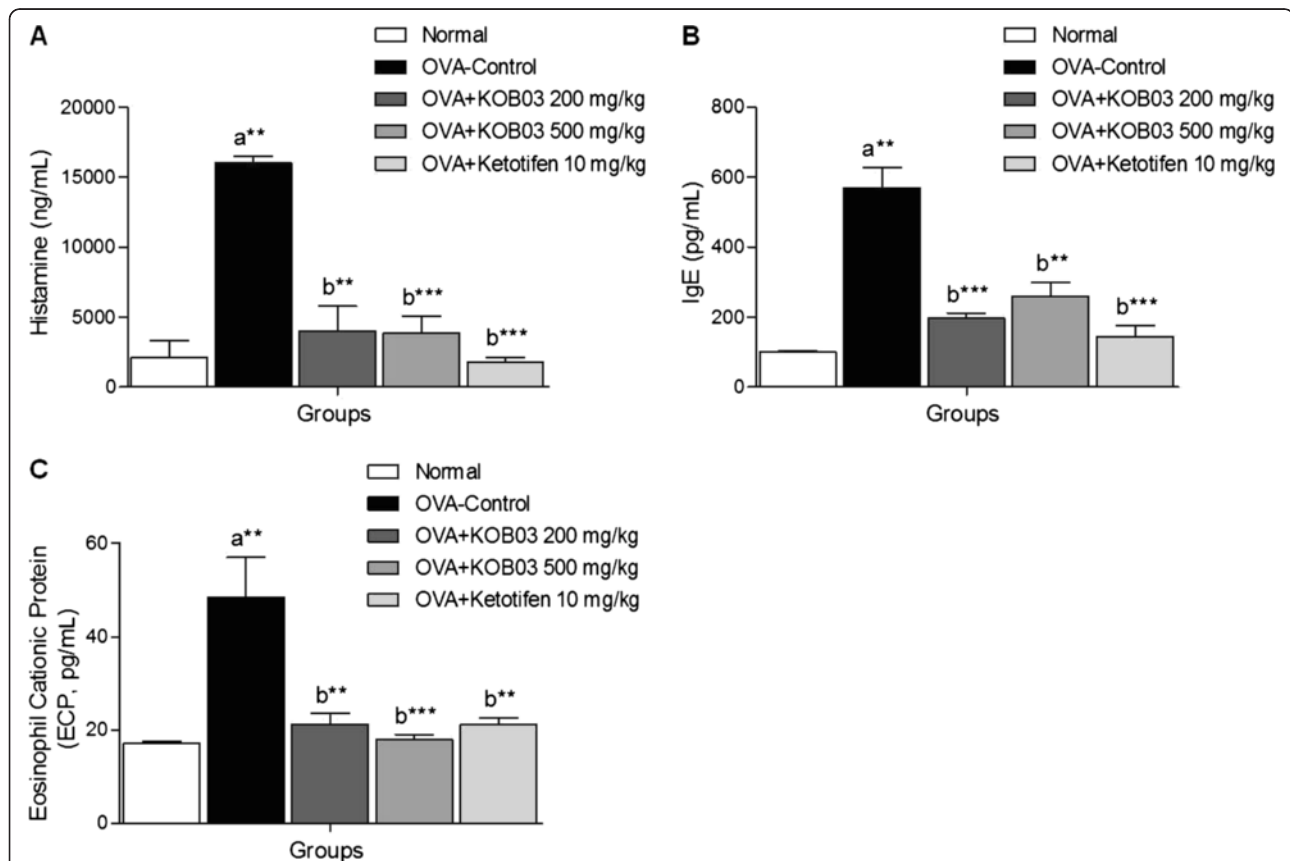 A
Normal
OVA-Control
OVA+KOB03 200 mg/kg
OVA+KOB03 500 mg/kg
OVA+Ketotifen 10 mg/kg
Histamine (ng/mL)
20000
15000
10000
5000
0
a**
b**
b***
b***
Groups
B
Normal
OVA-Control
OVA+KOB03 200 mg/kg
OVA+KOB03 500 mg/kg
OVA+Ketotifen 10 mg/kg
IgE (pg/mL)
800
600
400
200
0
a**
b***
b**
b***
Groups
C
Normal
OVA-Control
OVA+KOB03 200 mg/kg
OVA+KOB03 500 mg/kg
OVA+Ketotifen 10 mg/kg
Eosinophil Cationic Protein
(ECP, pg/mL)
60
40
20
0
a**
b**
b***
b**
Groups